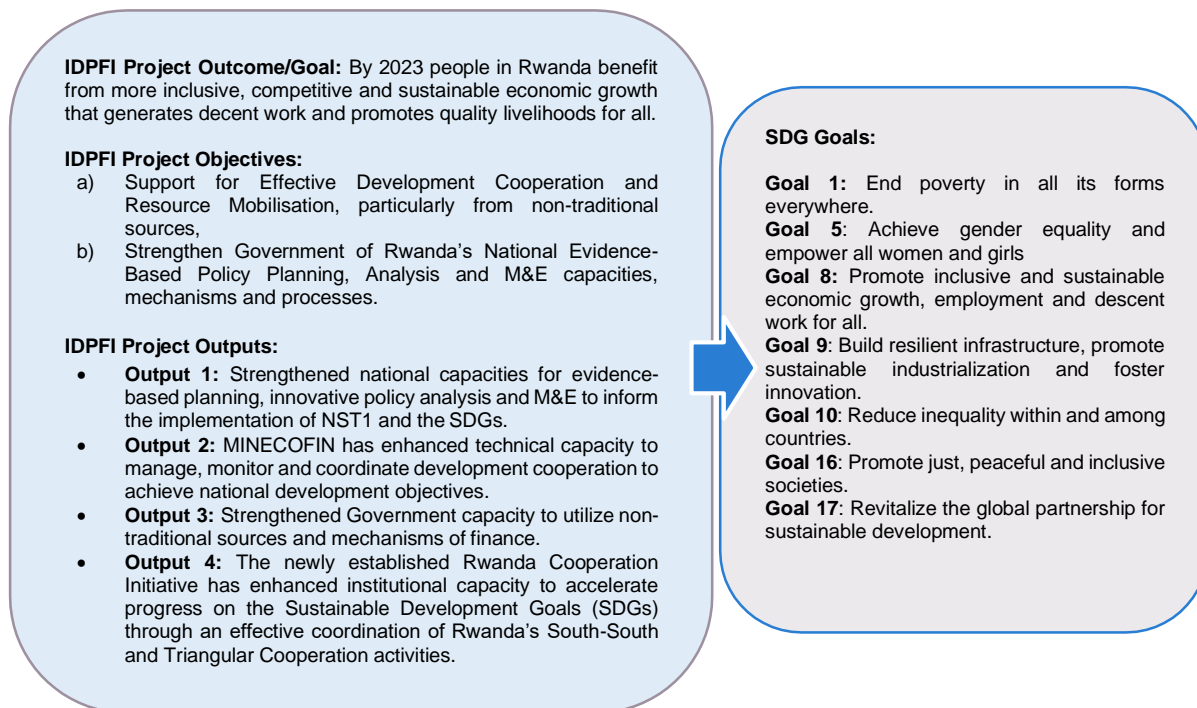 IDPFI Project Outcome/Goal: By 2023 people in Rwanda benefit
from more inclusive, competitive and sustainable economic growth
that generates decent work and promotes quality livelihoods for all.
IDPFI Project Objectives:
a) Support for Effective Development Cooperation and
Resource Mobilisation, particularly from non-traditional
sources,
b) Strengthen Government of Rwanda’s National Evidence-
Based Policy Planning, Analysis and M&E capacities,
mechanisms and processes.
IDPFI Project Outputs:
• Output 1: Strengthened national capacities for evidence-
based planning, innovative policy analysis and M&E to inform
the implementation of NST1 and the SDGs.
• Output 2: MINECOFIN has enhanced technical capacity to
manage, monitor and coordinate development cooperation to
achieve national development objectives.
• Output 3: Strengthened Government capacity to utilize non-
traditional sources and mechanisms of finance.
• Output 4: The newly established Rwanda Cooperation
Initiative has enhanced institutional capacity to accelerate
progress on the Sustainable Development Goals (SDGs)
through an effective coordination of Rwanda’s South-South
and Triangular Cooperation activities.
SDG Goals:
Goal 1: End poverty in all its forms
everywhere.
Goal 5: Achieve gender equality and
empower all women and girls
Goal 8: Promote inclusive and sustainable
economic growth, employment and descent
work for all.
Goal 9: Build resilient infrastructure, promote
sustainable industrialization and foster
innovation.
Goal 10: Reduce inequality within and among
countries.
Goal 16: Promote just, peaceful and inclusive
societies.
Goal 17: Revitalize the global partnership for
sustainable development.